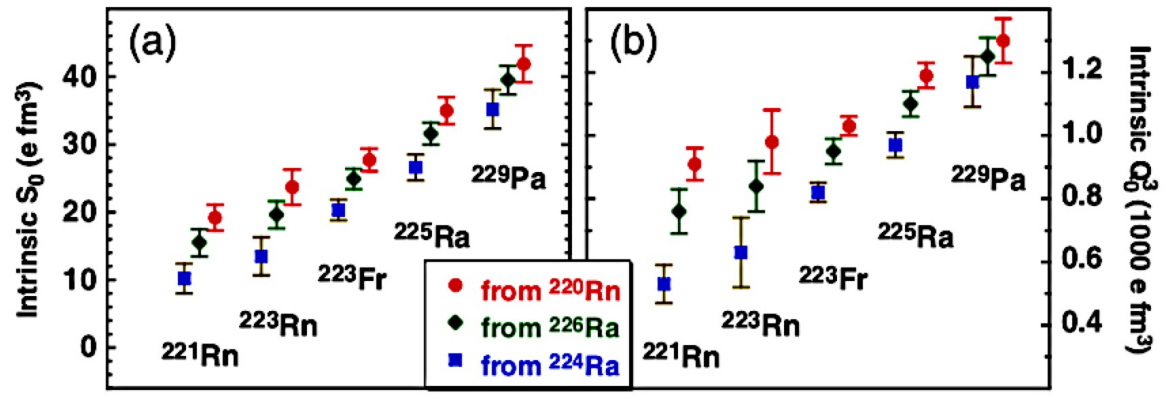 (a)
(b)
Intrinsic S₀ (e fm³)
40
30
20
10
0
²²¹Rn
²²³Rn
²²³Fr
²²⁵Ra
²²⁹Pa
from ²²⁰Rn
from ²²⁶Ra
from ²²⁴Ra
²²¹Rn
²²³Rn
²²³Fr
²²⁵Ra
²²⁹Pa
1.2
1.0
0.8
0.6
0.4
Intrinsic Q₀³ (1000 e fm³)